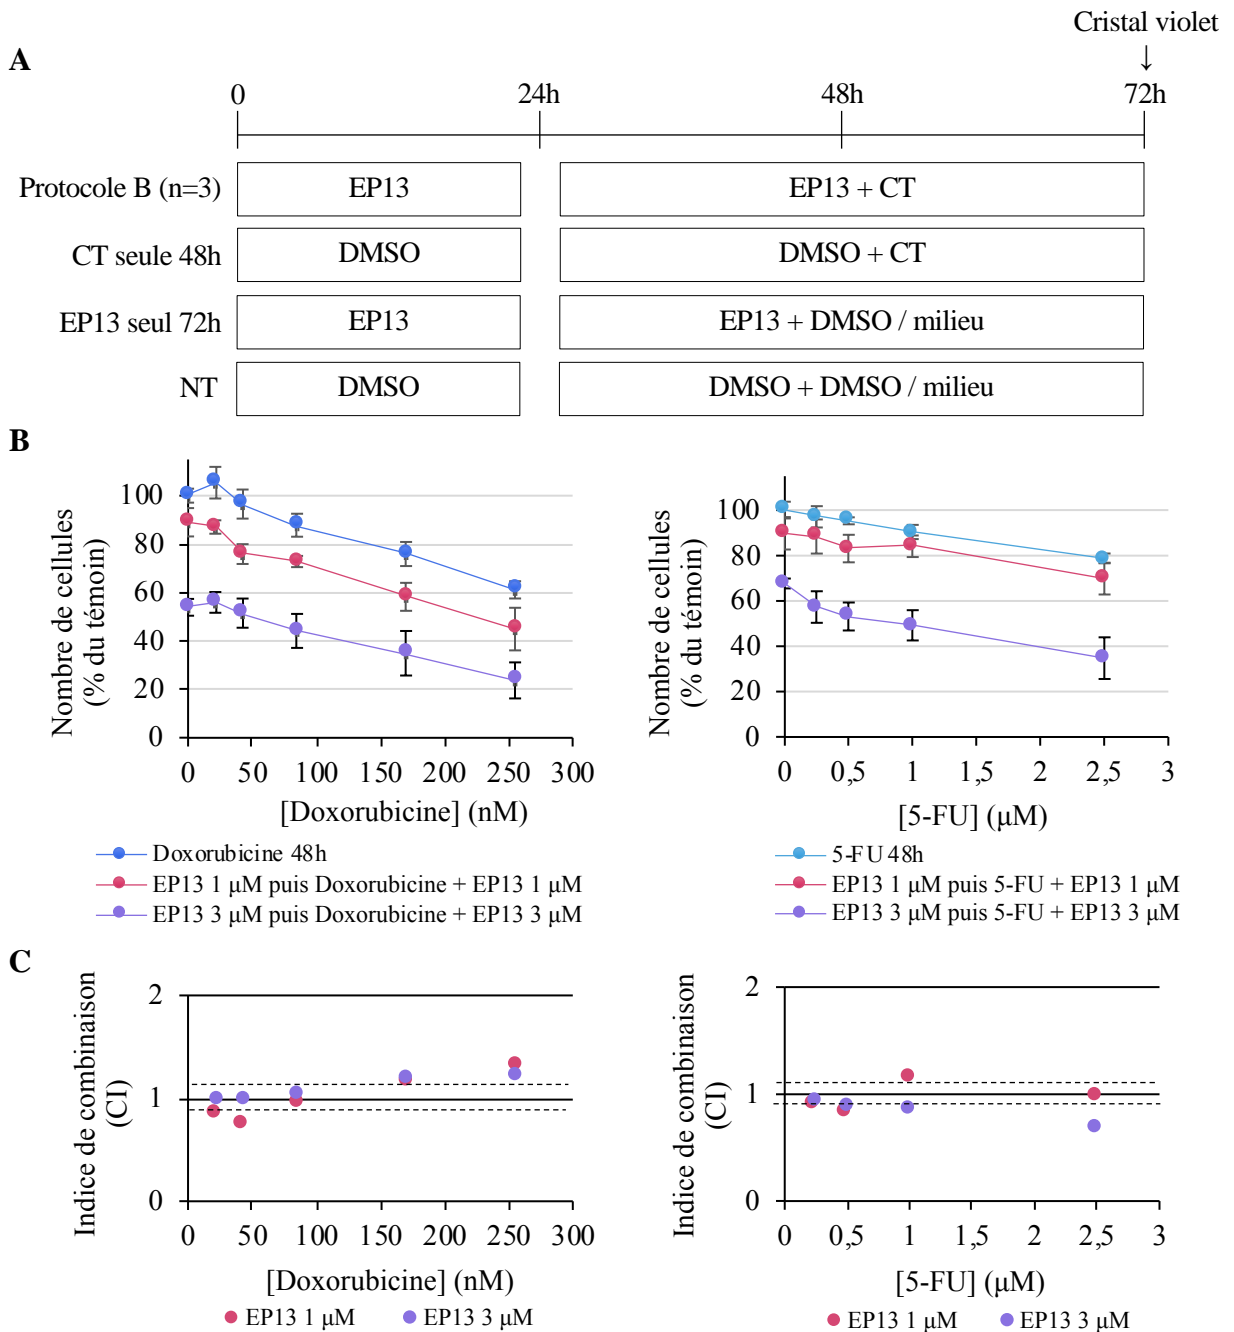 Cristal violet
↓
A
0 24h 48h 72h
Protocole B (n=3) EP13 EP13 + CT
CT seule 48h DMSO DMSO + CT
EP13 seul 72h EP13 EP13 + DMSO / milieu
NT DMSO DMSO + DMSO / milieu
B
Nombre de cellules
(% du témoin)
100
80
60
40
20
0
0 50 100 150 200 250 300
[Doxorubicine] (nM)
Doxorubicine 48h
EP13 1 µM puis Doxorubicine + EP13 1 µM
EP13 3 µM puis Doxorubicine + EP13 3 µM
Nombre de cellules
(% du témoin)
100
80
60
40
20
0
0 0,5 1 1,5 2 2,5 3
[5-FU] (µM)
5-FU 48h
EP13 1 µM puis 5-FU + EP13 1 µM
EP13 3 µM puis 5-FU + EP13 3 µM
C
Indice de combinaison
(CI)
2
1
0
0 50 100 150 200 250 300
[Doxorubicine] (nM)
EP13 1 µM EP13 3 µM
Indice de combinaison
(CI)
2
1
0
0 0,5 1 1,5 2 2,5 3
[5-FU] (µM)
EP13 1 µM EP13 3 µM